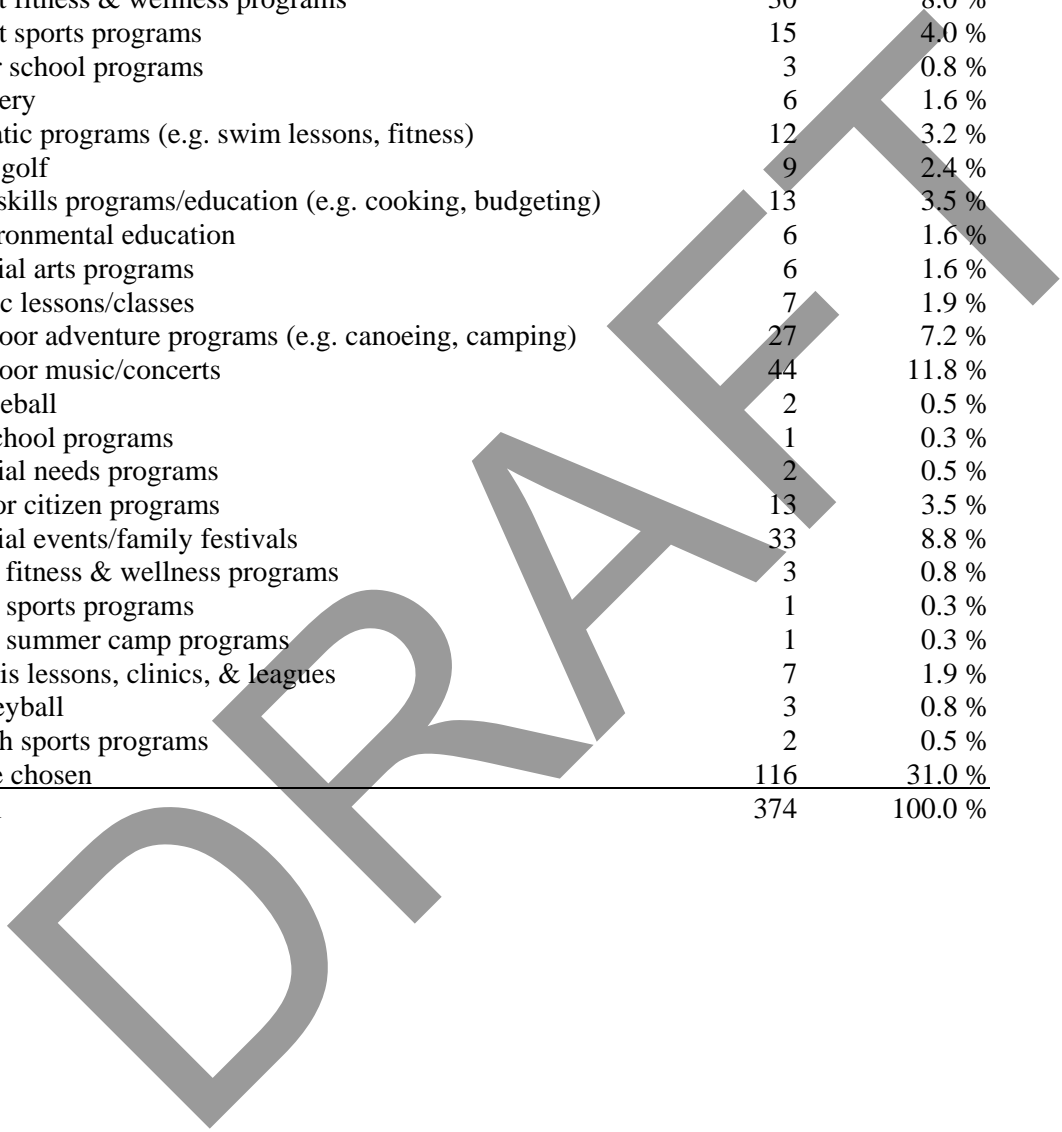 t fitness & wellness programs 30 8.0 %
t sports programs 15 4.0 %
r school programs 3 0.8 %
ery 6 1.6 %
atic programs (e.g. swim lessons, fitness) 12 3.2 %
golf 9 2.4 %
skills programs/education (e.g. cooking, budgeting) 13 3.5 %
ronmental education 6 1.6 %
ial arts programs 6 1.6 %
c lessons/classes 7 1.9 %
oor adventure programs (e.g. canoeing, camping) 27 7.2 %
oor music/concerts 44 11.8 %
eball 2 0.5 %
chool programs 1 0.3 %
ial needs programs 2 0.5 %
or citizen programs 13 3.5 %
ial events/family festivals 33 8.8 %
fitness & wellness programs 3 0.8 %
sports programs 1 0.3 %
summer camp programs 1 0.3 %
is lessons, clinics, & leagues 7 1.9 %
eyball 3 0.8 %
h sports programs 2 0.5 %
e chosen 116 31.0 %
374 100.0 %
DRAFT